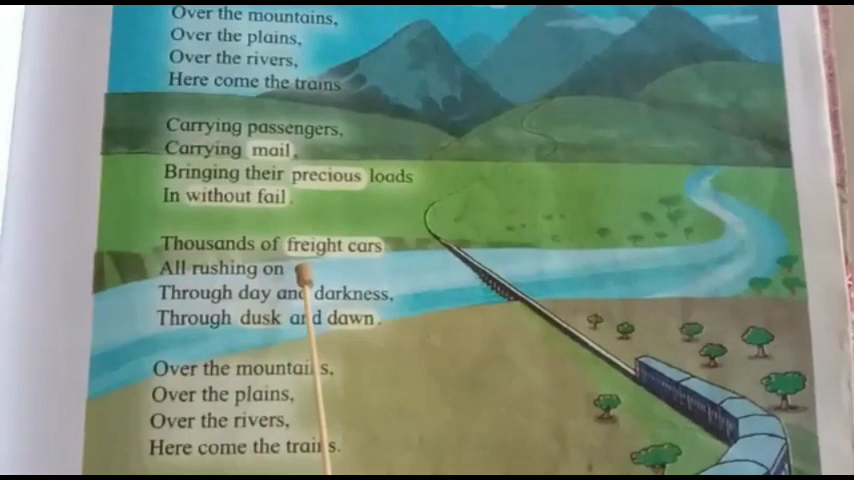 Over the mountains,
Over the plains,
Over the rivers,
Here come the trains
Carrying passengers,
Carrying mail,
Bringing their precious loads
In without fail.
Thousands of freight cars
All rushing on
Through day and darkness,
Through dusk and dawn.
Over the mountains,
Over the plains,
Over the rivers,
Here come the trains.